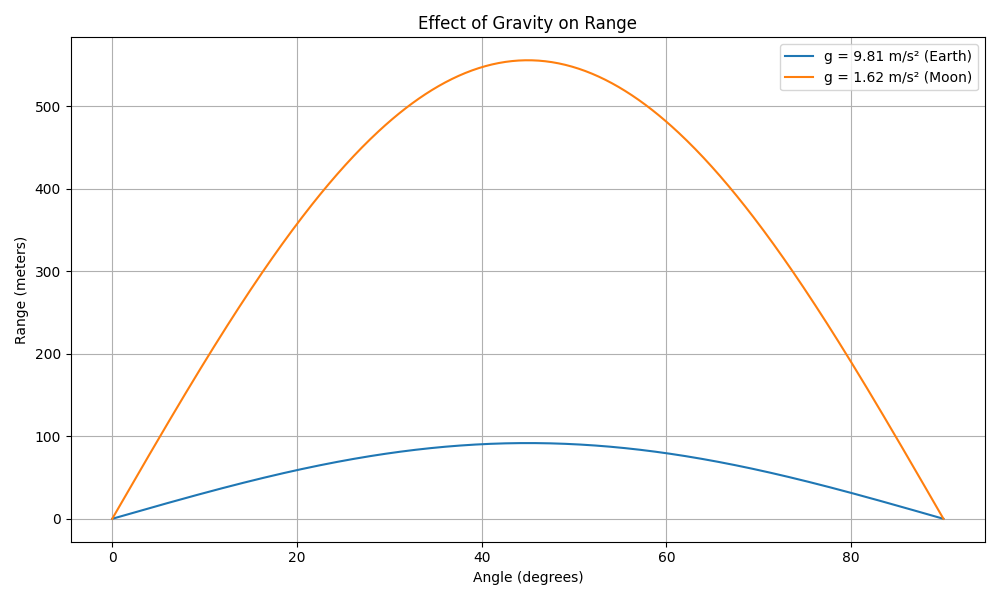 Effect of Gravity on Range
g = 9.81 m/s² (Earth)
g = 1.62 m/s² (Moon)
Range (meters)
500
400
300
200
100
0
0
20
40
60
80
Angle (degrees)